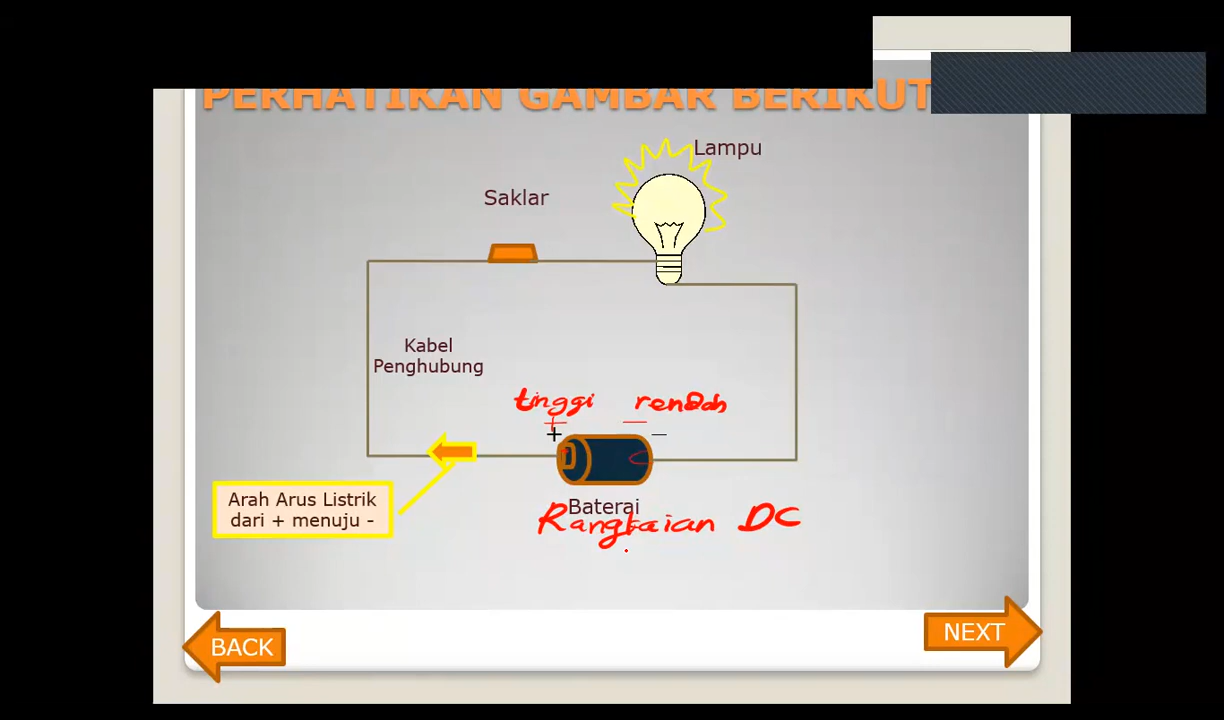 PERHATIKAN GAMBAR BERIKUT
Lampu
Saklar
Kabel
Penghubung
tinggi rendah
+ −
+ −
Arah Arus Listrik
dari + menuju -
Baterai
Rangkaian DC
BACK
NEXT